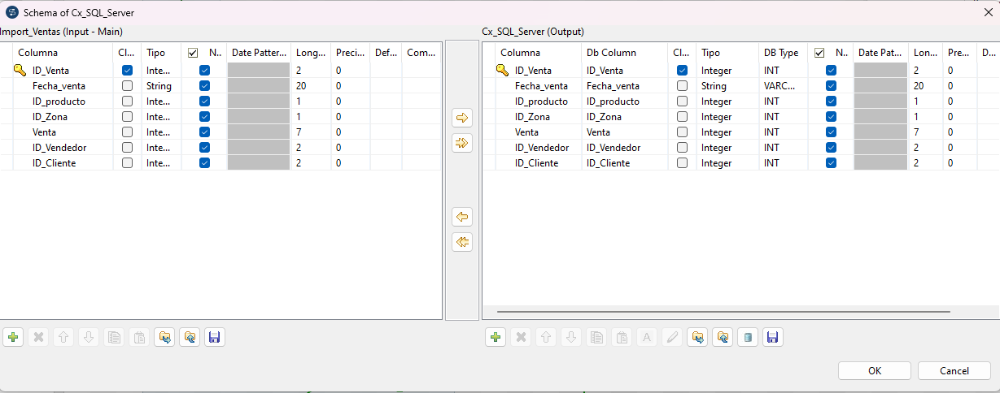 Schema of Cx_SQL_Server
Import_Ventas (Input - Main)
Columna Cl... Tipo N.. Date Patter... Long... Preci... Def... Com...
ID_Venta Inte... 2 0
Fecha_venta String 20 0
ID_producto Inte... 1 0
ID_Zona Inte... 1 0
Venta Inte... 7 0
ID_Vendedor Inte... 2 0
ID_Cliente Inte... 2 0
Cx_SQL_Server (Output)
Columna Db Column Cl... Tipo DB Type N.. Date Pat... Lon... Pre... D...
ID_Venta ID_Venta Integer INT 2 0
Fecha_venta Fecha_venta String VARC... 20 0
ID_producto ID_producto Integer INT 1 0
ID_Zona ID_Zona Integer INT 1 0
Venta Venta Integer INT 7 0
ID_Vendedor ID_Vendedor Integer INT 2 0
ID_Cliente ID_Cliente Integer INT 2 0
A
OK Cancel